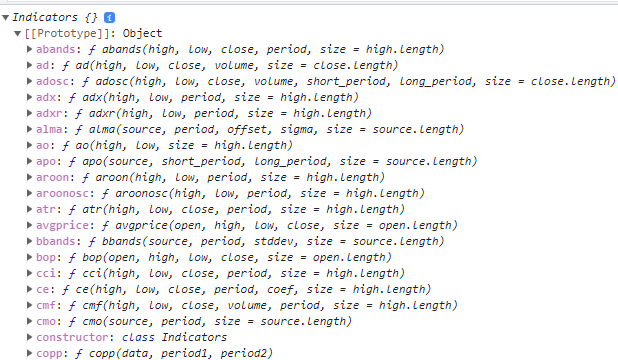 Indicators {} i
[[Prototype]]: Object
abands: ƒ abands(high, low, close, period, size = high.length)
ad: ƒ ad(high, low, close, volume, size = close.length)
adosc: ƒ adosc(high, low, close, volume, short_period, long_period, size = close.length)
adx: ƒ adx(high, low, period, size = high.length)
adxr: ƒ adxr(high, low, period, size = high.length)
alma: ƒ alma(source, period, offset, sigma, size = source.length)
ao: ƒ ao(high, low, size = high.length)
apo: ƒ apo(source, short_period, long_period, size = source.length)
aroon: ƒ aroon(high, low, period, size = high.length)
aroonosc: ƒ aroonosc(high, low, period, size = high.length)
atr: ƒ atr(high, low, close, period, size = high.length)
avgprice: ƒ avgprice(open, high, low, close, size = open.length)
bbands: ƒ bbands(source, period, stddev, size = source.length)
bop: ƒ bop(open, high, low, close, size = open.length)
cci: ƒ cci(high, low, close, period, size = high.length)
ce: ƒ ce(high, low, close, period, coef, size = high.length)
cmf: ƒ cmf(high, low, close, volume, period, size = high.length)
cmo: ƒ cmo(source, period, size = source.length)
constructor: class Indicators
copp: ƒ copp(data, period1, period2)